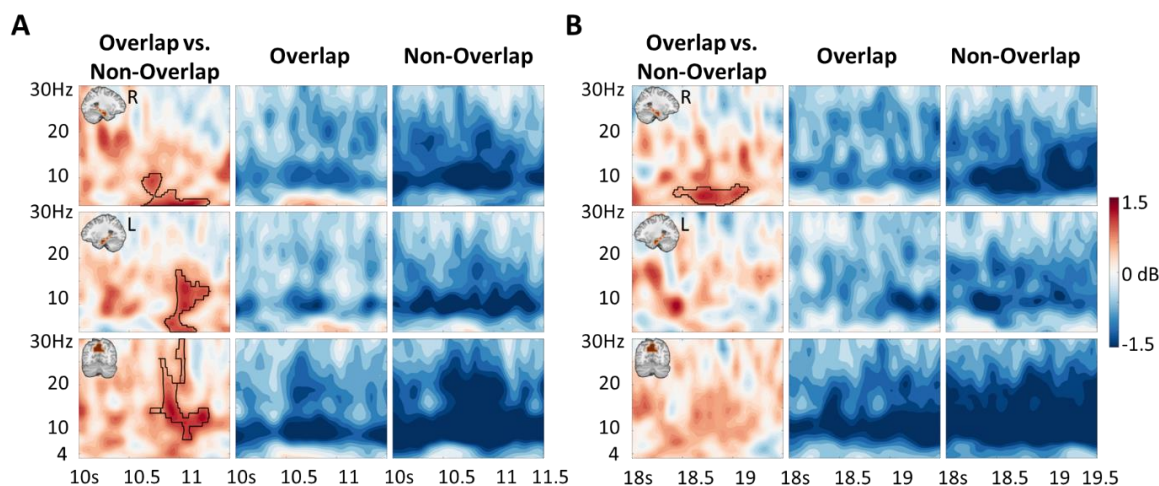 A
B
Overlap vs.
Non-Overlap
Overlap
Non-Overlap
Overlap vs.
Non-Overlap
Overlap
Non-Overlap
30Hz
R
R
20
10
30Hz
L
L
20
10
30Hz
20
10
4
30Hz
20
10
30Hz
20
10
30Hz
20
10
4
1.5
0 dB
-1.5
10s 10.5 11 10s 10.5 11 10s 10.5 11 11.5
18s 18.5 19 18s 18.5 19 18s 18.5 19 19.5